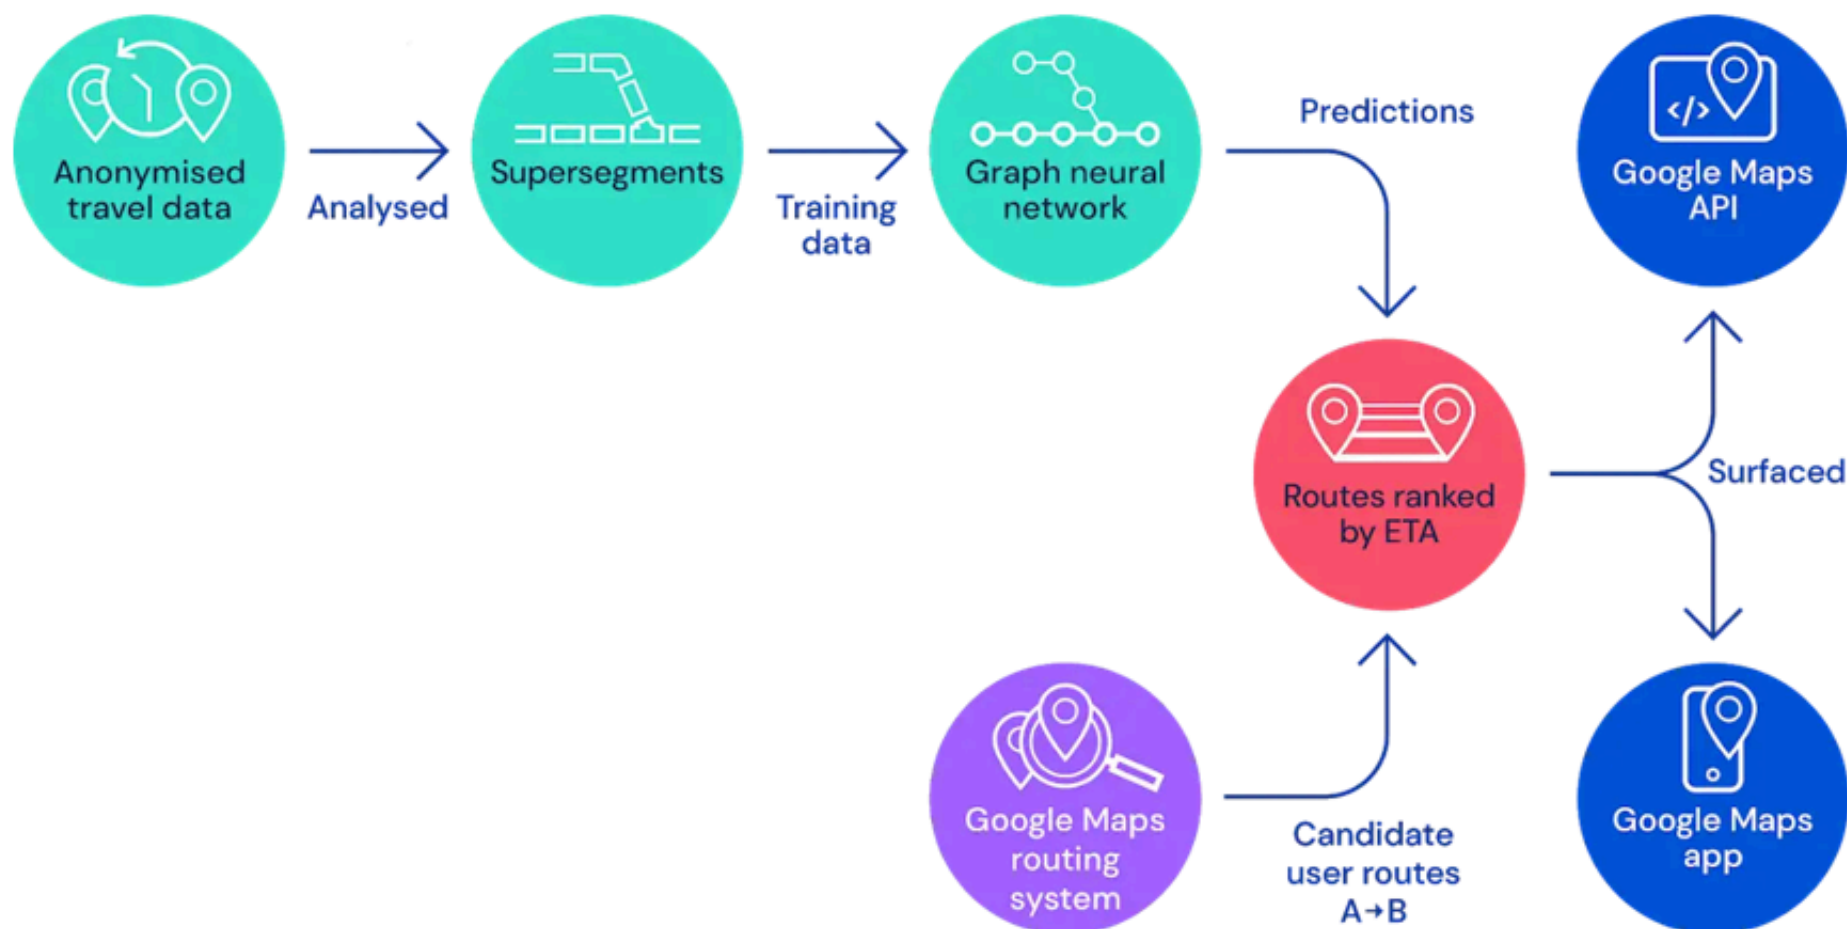 Anonymised
travel data
Analysed
Supersegments
Training
data
Graph neural
network
Predictions
</>
Google Maps
API
Routes ranked
by ETA
Surfaced
Google Maps
routing
system
Candidate
user routes
A→B
Google Maps
app